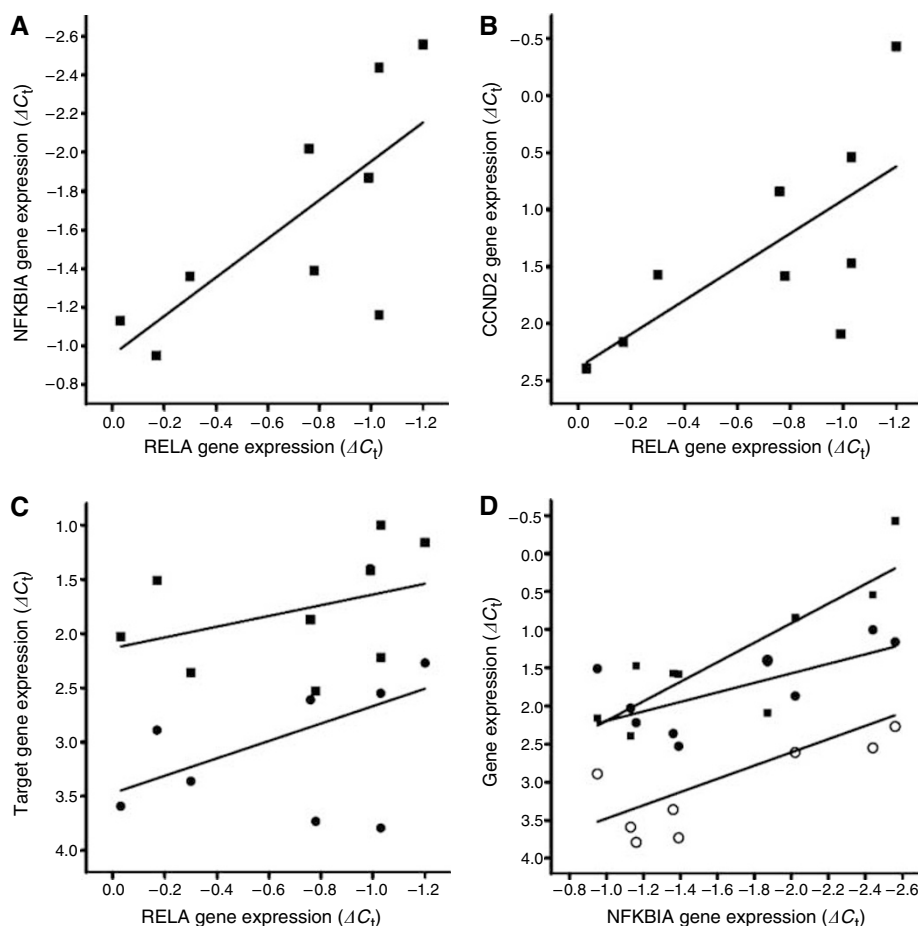 A
NFKBIA gene expression (ΔCt)
−2.6
−2.4
−2.2
−2.0
−1.8
−1.6
−1.4
−1.2
−1.0
−0.8
0.0 −0.2 −0.4 −0.6 −0.8 −1.0 −1.2
RELA gene expression (ΔCt)
B
CCND2 gene expression (ΔCt)
−0.5
0.0
0.5
1.0
1.5
2.0
2.5
0.0 −0.2 −0.4 −0.6 −0.8 −1.0 −1.2
RELA gene expression (ΔCt)
C
Target gene expression (ΔCt)
1.0
1.5
2.0
2.5
3.0
3.5
4.0
0.0 −0.2 −0.4 −0.6 −0.8 −1.0 −1.2
RELA gene expression (ΔCt)
D
Gene expression (ΔCt)
−0.5
0.0
0.5
1.0
1.5
2.0
2.5
3.0
3.5
4.0
−0.8 −1.0 −1.2 −1.4 −1.6 −1.8 −2.0 −2.2 −2.4 −2.6
NFKBIA gene expression (ΔCt)